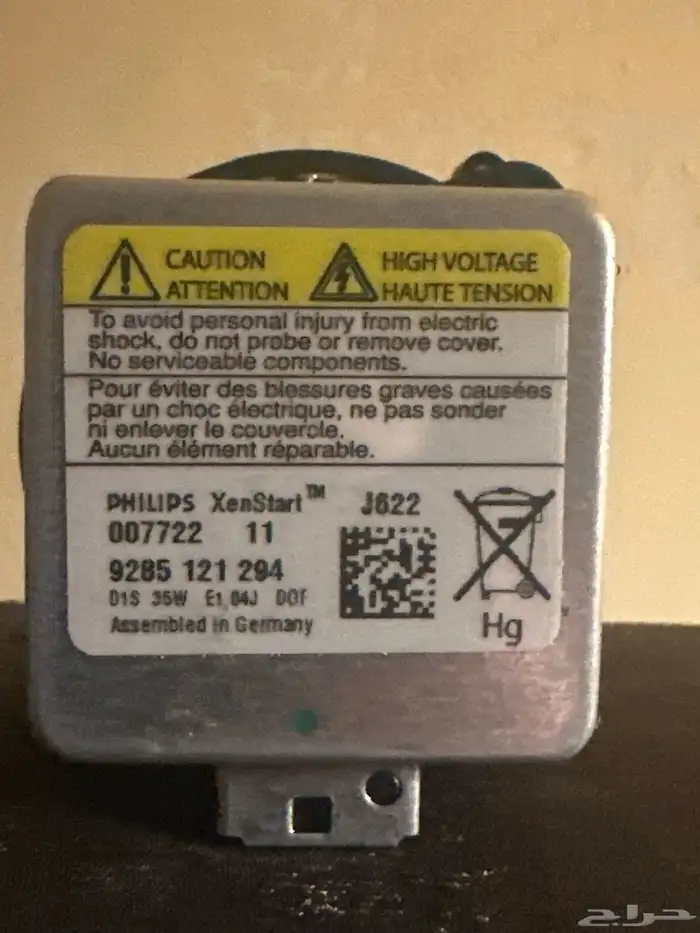 CAUTION
ATTENTION
HIGH VOLTAGE
HAUTE TENSION
To avoid personal injury from electric
shock, do not probe or remove cover.
No serviceable components.
Pour éviter des blessures graves causées
par un choc électrique, ne pas sonder
ni enlever le couvercle.
Aucun élément réparable.
PHILIPS XenStart™ J622
007722 11
9285 121 294
D1S 35W E1 04J DOT
Assembled in Germany
Hg
حراج